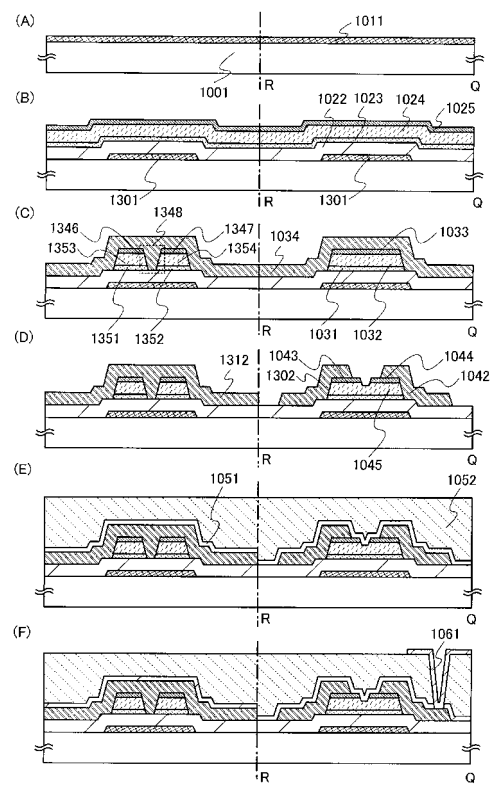 (A)
1011
1001
R
Q
(B)
1022 1023 1024 1025
1301 1301
R
Q
(C)
1346 1348 1347
1353 1354 1034 1033
1351 1352 1031 1032
R
Q
(D)
1312 1302 1043 1044 1042
1045
R
Q
(E)
1051 1052
R
Q
(F)
1061
R
Q